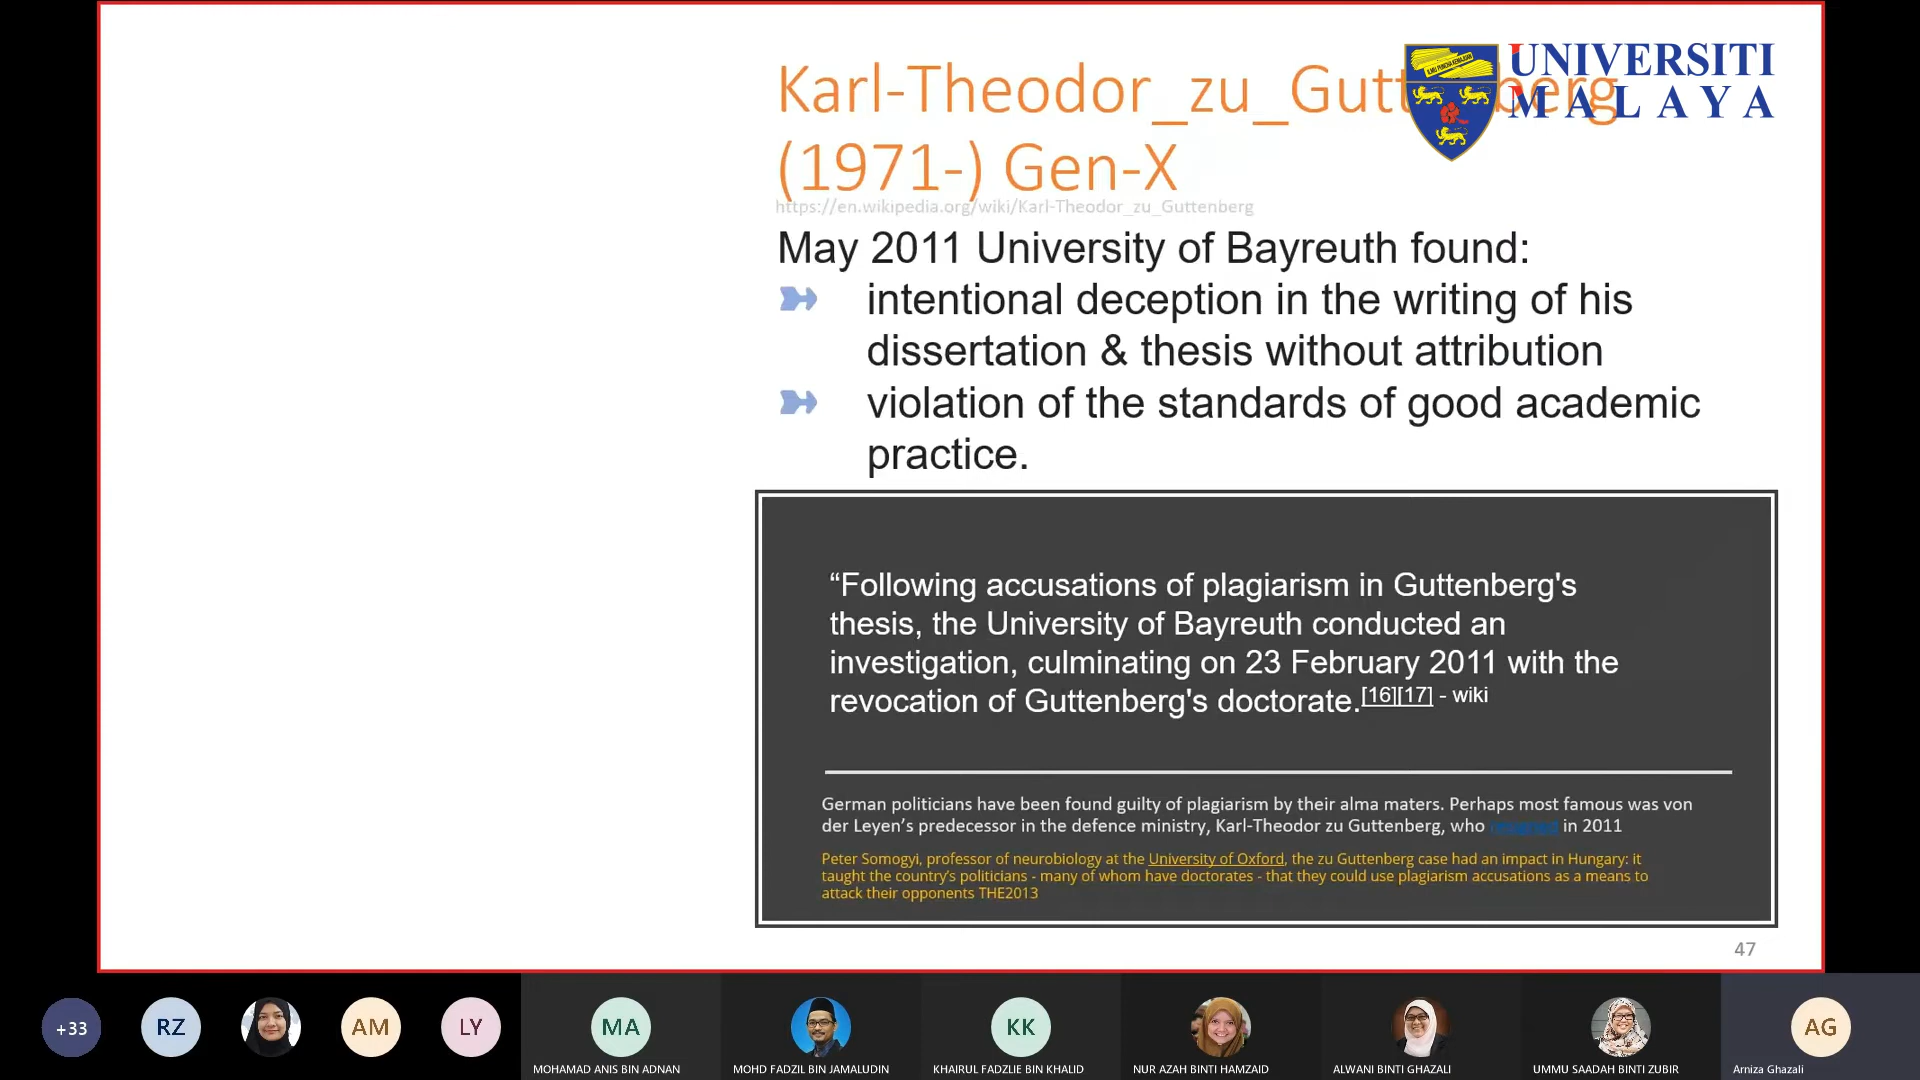 Karl-Theodor_zu_Guttenberg
(1971-) Gen-X
UNIVERSITI
MALAYA
https://en.wikipedia.org/wiki/Karl-Theodor_zu_Guttenberg
May 2011 University of Bayreuth found:
intentional deception in the writing of his
dissertation & thesis without attribution
violation of the standards of good academic
practice.
“Following accusations of plagiarism in Guttenberg's
thesis, the University of Bayreuth conducted an
investigation, culminating on 23 February 2011 with the
revocation of Guttenberg's doctorate.[16][17] - wiki
German politicians have been found guilty of plagiarism by their alma maters. Perhaps most famous was von
der Leyen’s predecessor in the defence ministry, Karl-Theodor zu Guttenberg, who in 2011
Peter Somogyi, professor of neurobiology at the University of Oxford, the zu Guttenberg case had an impact in Hungary: it
taught the country’s politicians - many of whom have doctorates - that they could use plagiarism accusations as a means to
attack their opponents THE2013
47
+33
RZ
AM
LY
MA
KK
AG
MOHAMAD ANIS BIN ADNAN
MOHD FADZIL BIN JAMALUDIN
KHAIRUL FADZLIE BIN KHALID
NUR AZAH BINTI HAMZAID
ALWANI BINTI GHAZALI
UMMU SAADAH BINTI ZUBIR
Arniza Ghazali